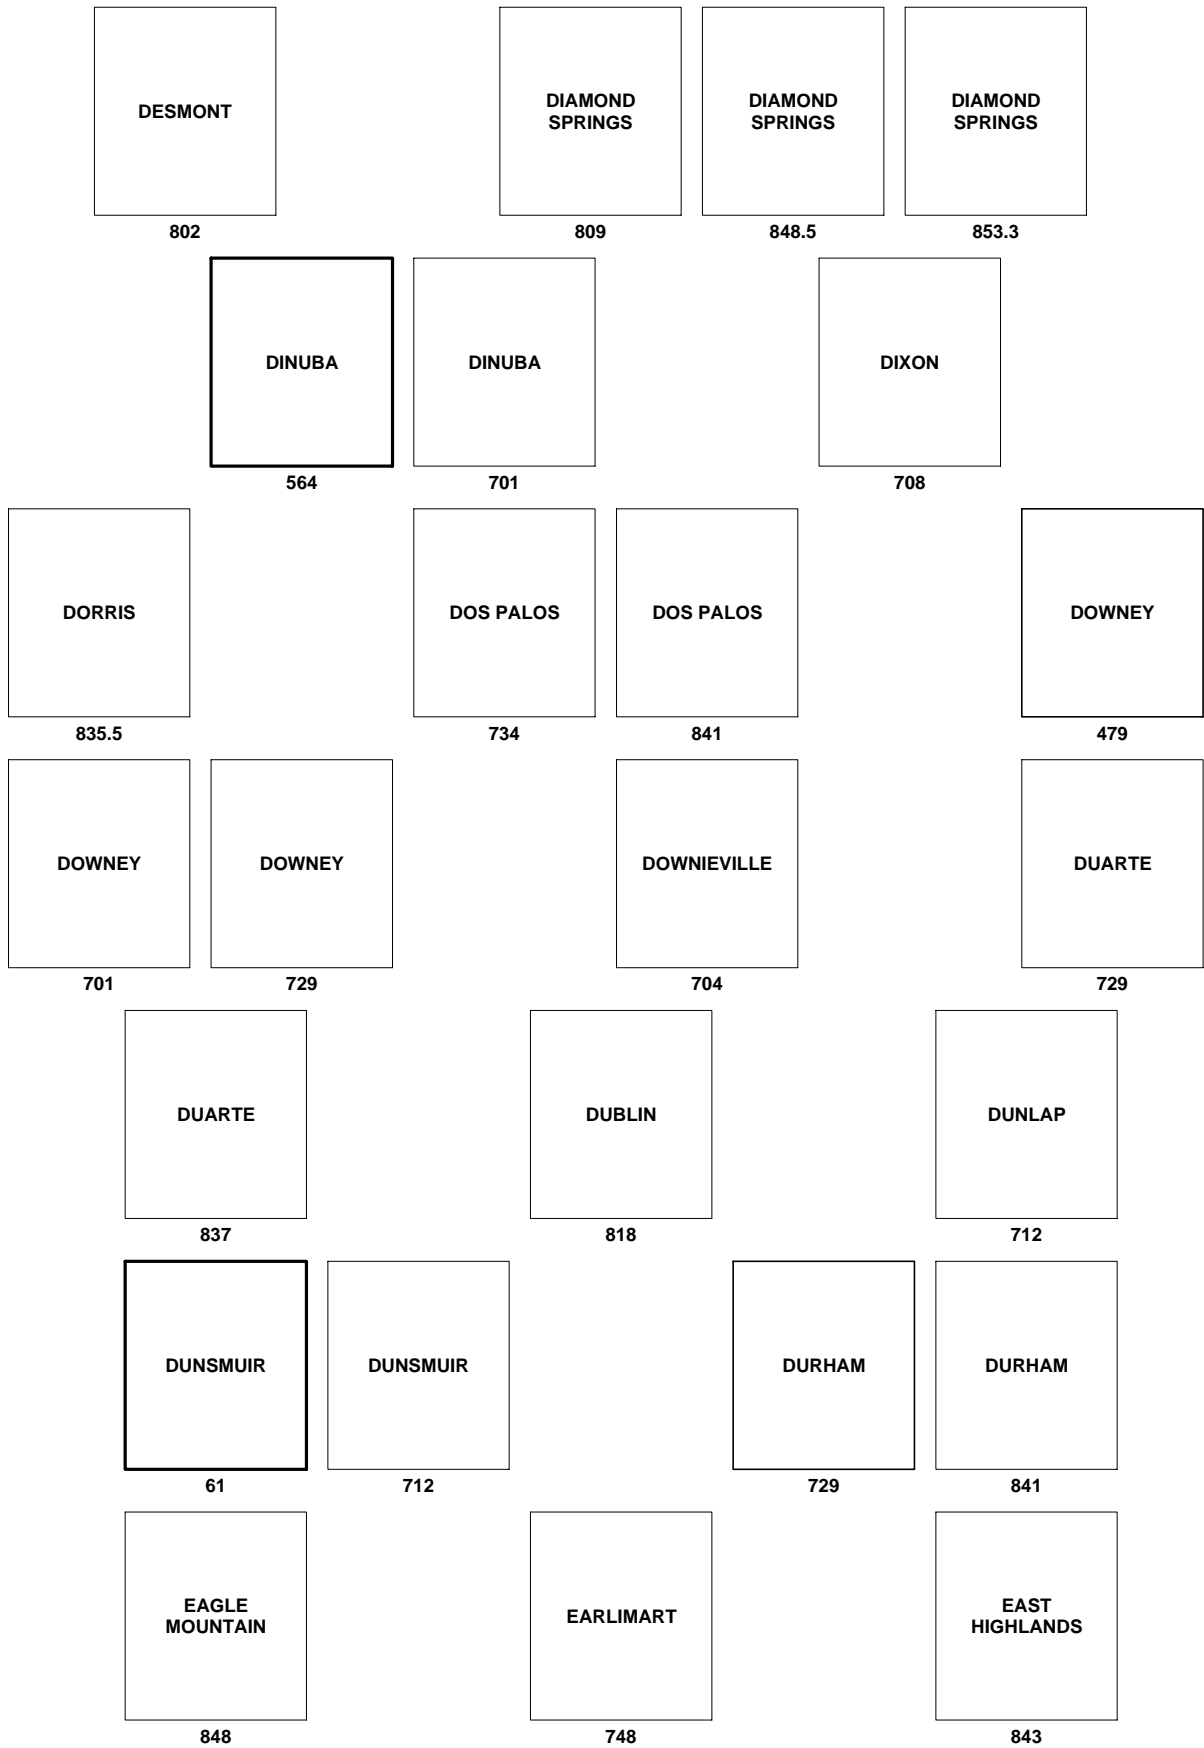 DESMONT
802
DIAMOND
SPRINGS
809
DIAMOND
SPRINGS
848.5
DIAMOND
SPRINGS
853.3
DINUBA
564
DINUBA
701
DIXON
708
DORRIS
835.5
DOS PALOS
734
DOS PALOS
841
DOWNEY
479
DOWNEY
701
DOWNEY
729
DOWNIEVILLE
704
DUARTE
729
DUARTE
837
DUBLIN
818
DUNLAP
712
DUNSMUIR
61
DUNSMUIR
712
DURHAM
729
DURHAM
841
EAGLE
MOUNTAIN
848
EARLIMART
748
EAST
HIGHLANDS
843